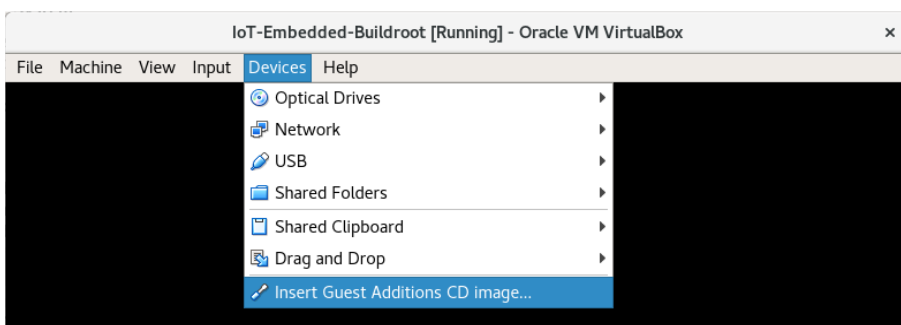 IoT-Embedded-Buildroot [Running] - Oracle VM VirtualBox ×
File Machine View Input Devices Help
Optical Drives
Network
USB
Shared Folders
Shared Clipboard
Drag and Drop
Insert Guest Additions CD image...